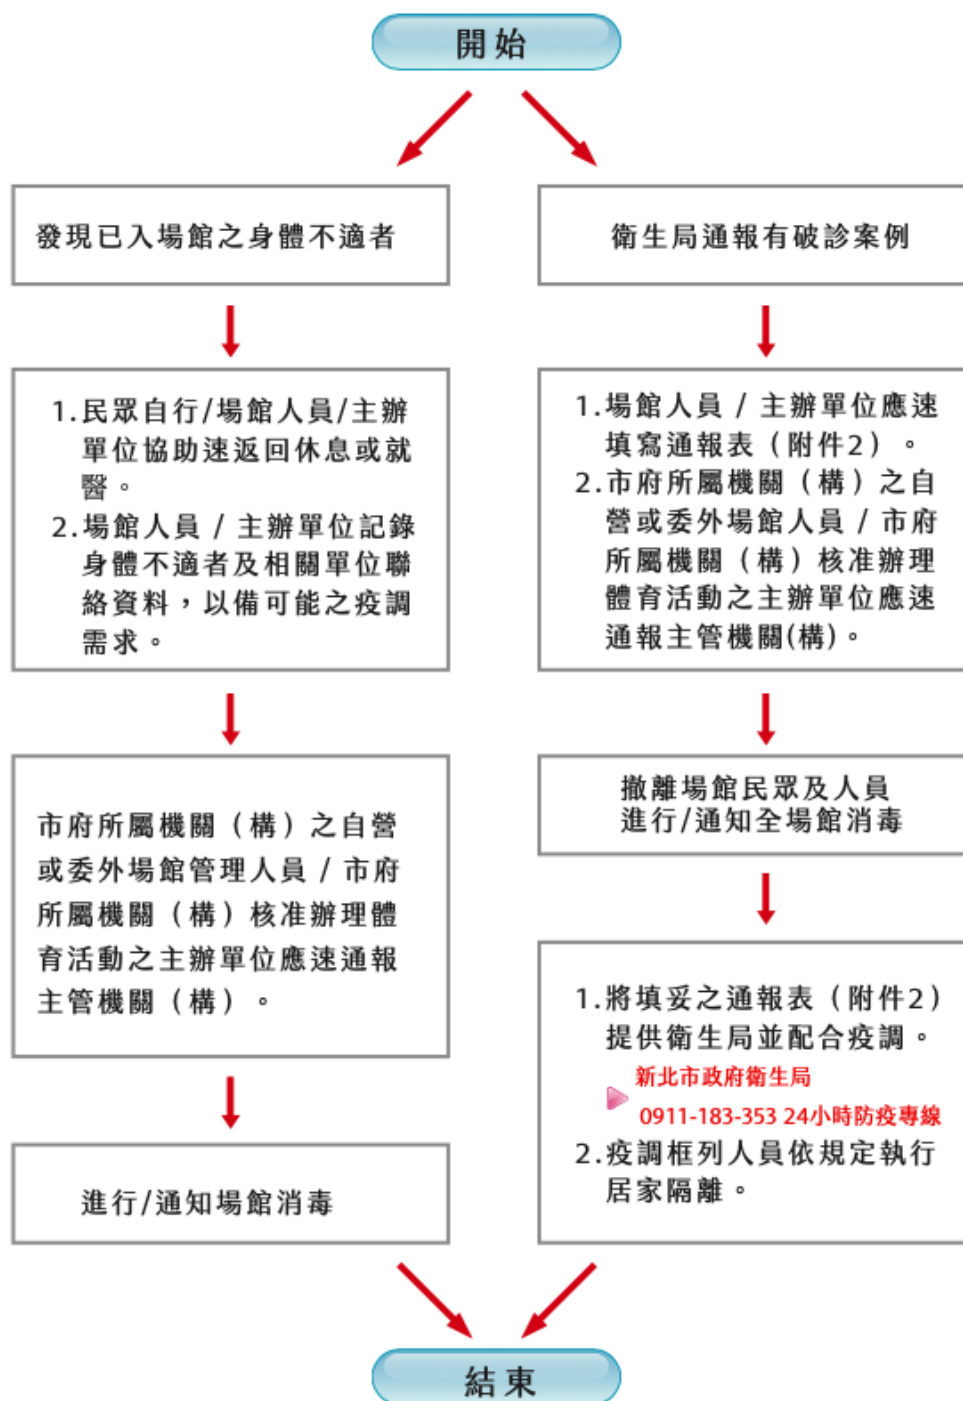 開始
發現已入場館之身體不適者
1.民眾自行/場館人員/主辦
單位協助速返回休息或就
醫。
2.場館人員 / 主辦單位記錄
身體不適者及相關單位聯
絡資料，以備可能之疫調
需求。
市府所屬機關（構）之自營
或委外場館管理人員 / 市府
所屬機關（構）核准辦理體
育活動之主辦單位應速通報
主管機關（構）。
進行/通知場館消毒
衛生局通報有破診案例
1.場館人員 / 主辦單位應速
填寫通報表（附件2）。
2.市府所屬機關（構）之自
營或委外場館人員 / 市府
所屬機關（構）核准辦理
體育活動之主辦單位應速
通報主管機關(構)。
撤離場館民眾及人員
進行/通知全場館消毒
1.將填妥之通報表（附件2）
提供衛生局並配合疫調。
新北市政府衛生局
0911-183-353 24小時防疫專線
2.疫調框列人員依規定執行
居家隔離。
結束